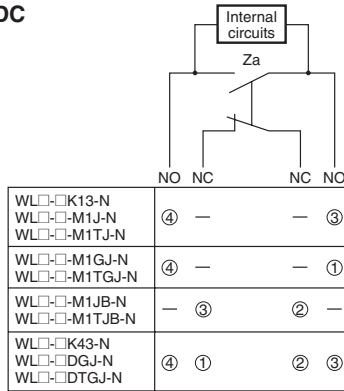 DC
Internal
circuits
Za
NO NC NC NO
WL□-□K13-N
WL□-□-M1J-N
WL□-□-M1TJ-N
④ — — ③
WL□-□-M1GJ-N
WL□-□-M1TGJ-N
④ — — ①
WL□-□-M1JB-N
WL□-□-M1TJB-N
— ③ ② —
WL□-□K43-N
WL□-□DGJ-N
WL□-□DTGJ-N
④ ① ② ③